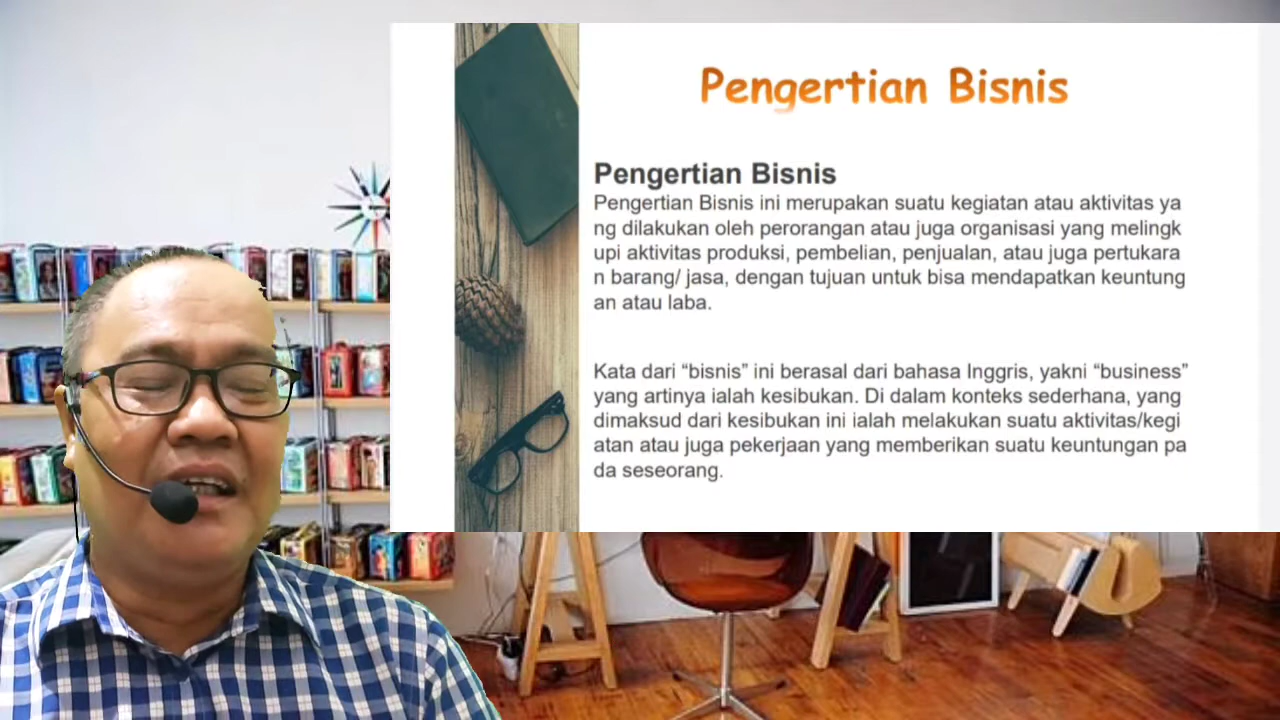 Pengertian Bisnis
Pengertian Bisnis
Pengertian Bisnis ini merupakan suatu kegiatan atau aktivitas ya
ng dilakukan oleh perorangan atau juga organisasi yang melingk
upi aktivitas produksi, pembelian, penjualan, atau juga pertukara
n barang/ jasa, dengan tujuan untuk bisa mendapatkan keuntung
an atau laba.
Kata dari “bisnis” ini berasal dari bahasa Inggris, yakni “business”
yang artinya ialah kesibukan. Di dalam konteks sederhana, yang
dimaksud dari kesibukan ini ialah melakukan suatu aktivitas/kegi
atan atau juga pekerjaan yang memberikan suatu keuntungan pa
da seseorang.